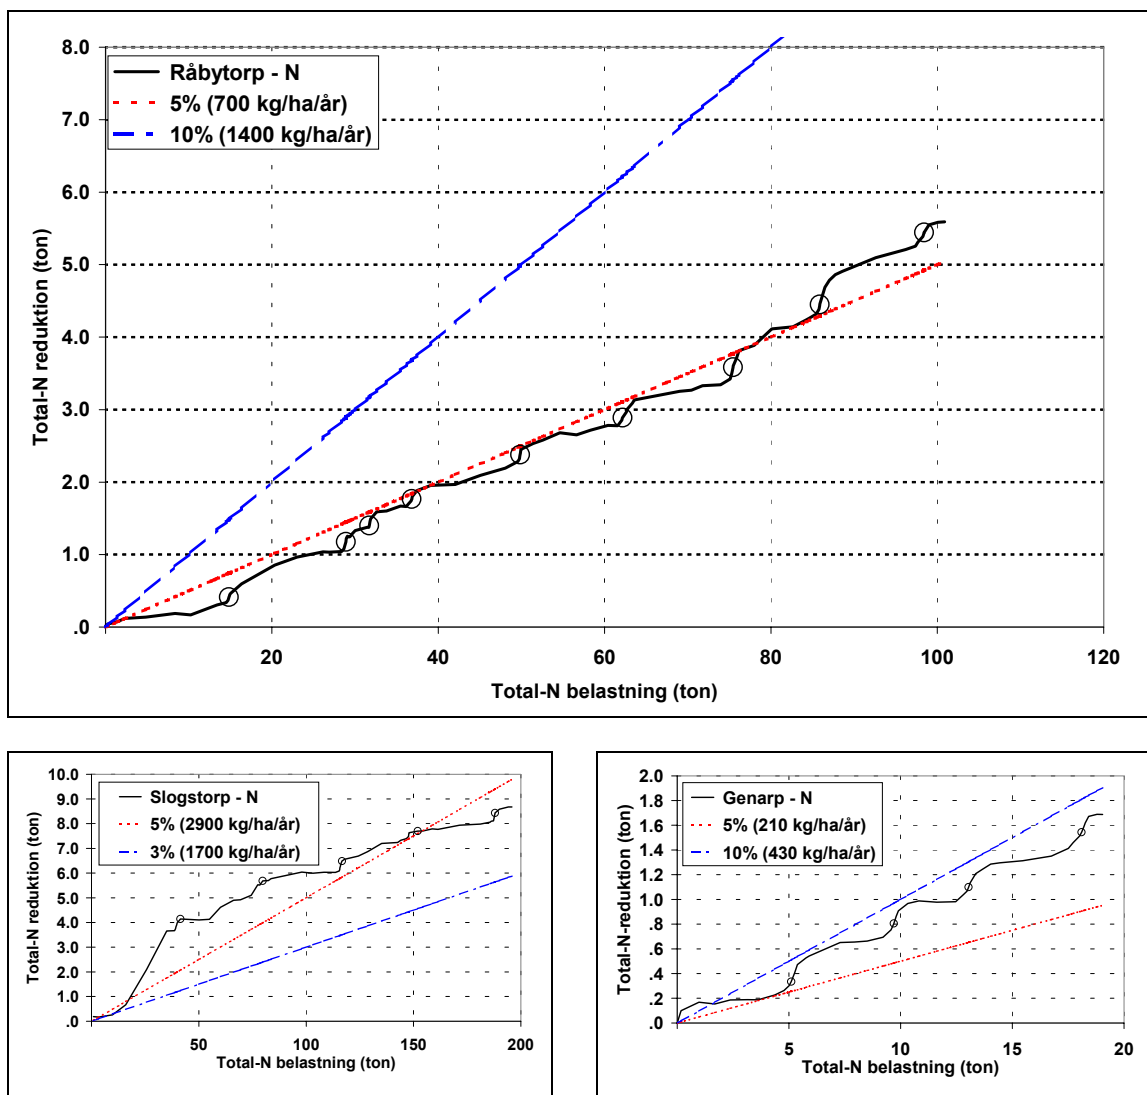 8.0
7.0
6.0
5.0
4.0
3.0
2.0
1.0
.0
Total-N reduktion (ton)
Råbytorp - N
5% (700 kg/ha/år)
10% (1400 kg/ha/år)
20 40 60 80 100 120
Total-N belastning (ton)
10.0
9.0
8.0
7.0
6.0
5.0
4.0
3.0
2.0
1.0
.0
Total-N reduktion (ton)
Slogstorp - N
5% (2900 kg/ha/år)
3% (1700 kg/ha/år)
50 100 150 200
Total-N belastning (ton)
2.0
1.8
1.6
1.4
1.2
1.0
.8
.6
.4
.2
.0
Total-N-reduktion (ton)
Genarp - N
5% (210 kg/ha/år)
10% (430 kg/ha/år)
5 10 15 20
Total-N belastning (ton)